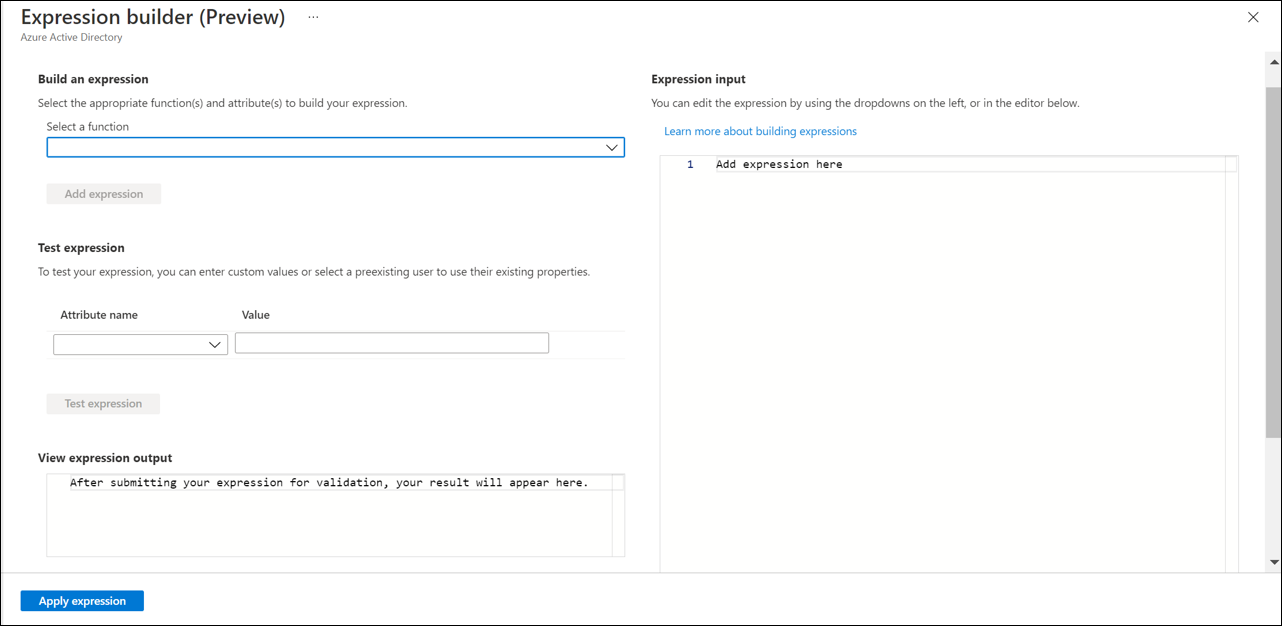 Expression builder (Preview) ...
Azure Active Directory
Build an expression
Select the appropriate function(s) and attribute(s) to build your expression.
Select a function
Add expression
Test expression
To test your expression, you can enter custom values or select a preexisting user to use their existing properties.
Attribute name Value
Test expression
View expression output
After submitting your expression for validation, your result will appear here.
Expression input
You can edit the expression by using the dropdowns on the left, or in the editor below.
Learn more about building expressions
1 Add expression here
Apply expression